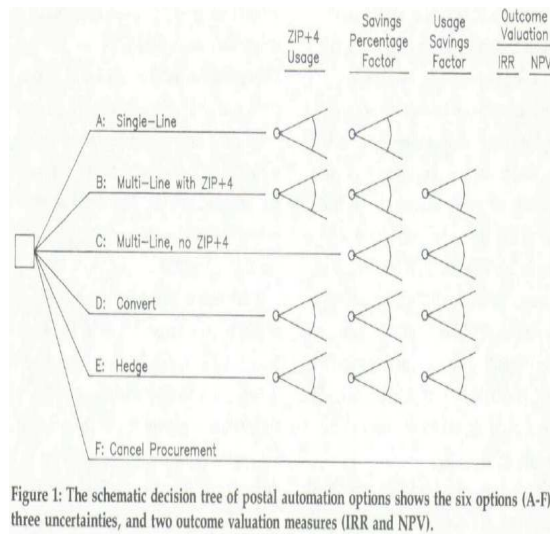 ZIP+4
Usage
Savings
Percentage
Factor
Usage
Savings
Factor
Outcome
Valuation
IRR NPV
A: Single-Line
B: Multi-Line with ZIP+4
C: Multi-Line, no ZIP+4
D: Convert
E: Hedge
F: Cancel Procurement
Figure 1: The schematic decision tree of postal automation options shows the six options (A-F)
three uncertainties, and two outcome valuation measures (IRR and NPV).